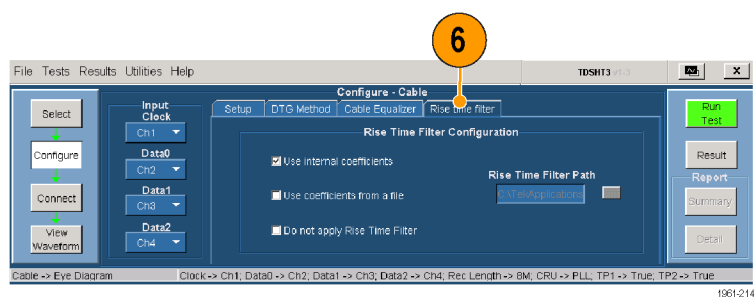 6
File Tests Results Utilities Help
TDSHT3 v1.3
X
Configure - Cable
Select
Configure
Connect
View
Waveform
Input
Clock
Ch1
Data0
Ch2
Data1
Ch3
Data2
Ch4
Setup DTG Method Cable Equalizer Rise time filter
Rise Time Filter Configuration
Use internal coefficients
Use coefficients from a file
Do not apply Rise Time Filter
Rise Time Filter Path
C:\TekApplications
Run
Test
Result
Report
Summary
Detail
Cable -> Eye Diagram Clock -> Ch1; Data0 -> Ch2; Data1 -> Ch3; Data2 -> Ch4; Rec Length -> 8M; CRU -> PLL; TP1 -> True; TP2 -> True
1961-214